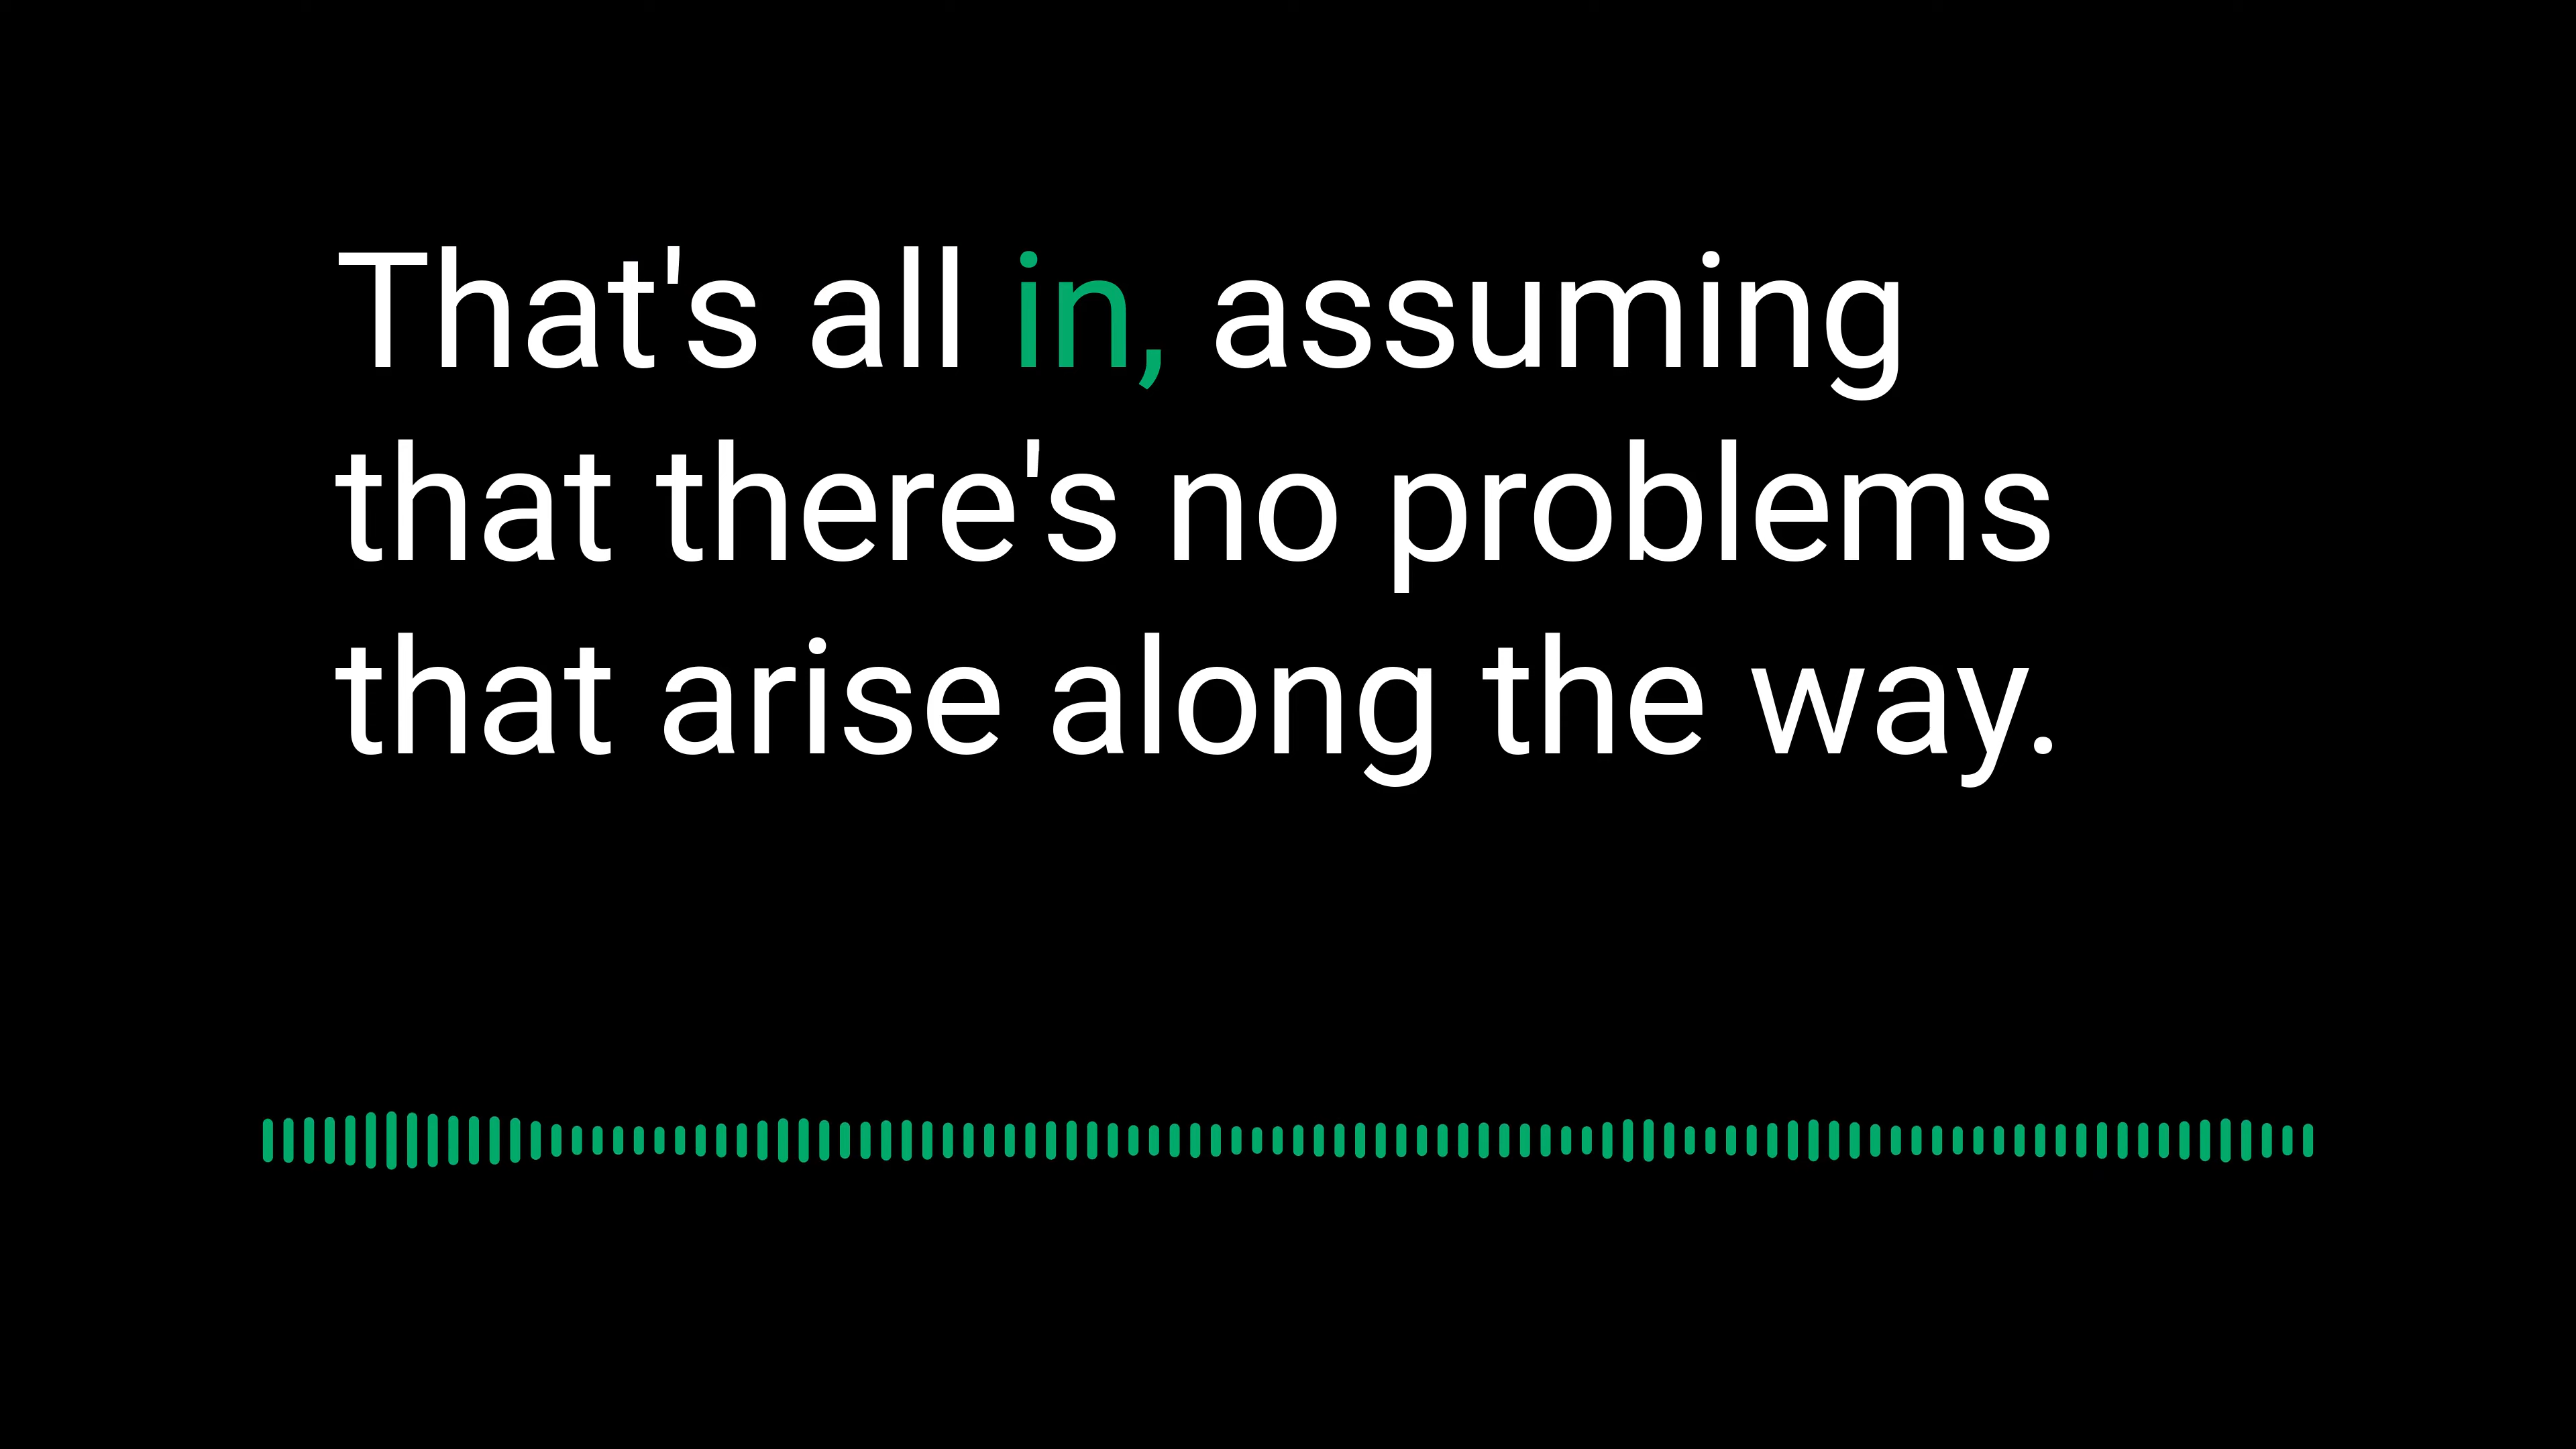 That's all in, assuming
that there's no problems
that arise along the way.